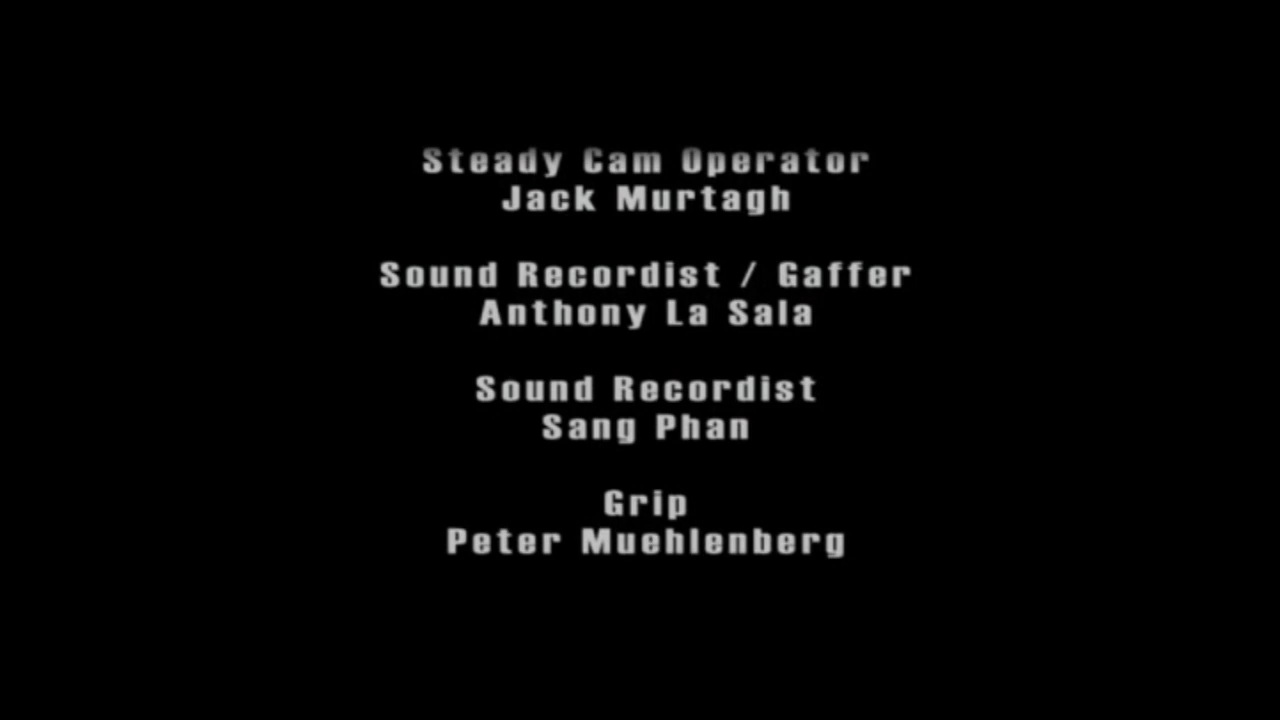 Steady Cam Operator
Jack Murtagh
Sound Recordist / Gaffer
Anthony La Sala
Sound Recordist
Sang Phan
Grip
Peter Muehlenberg